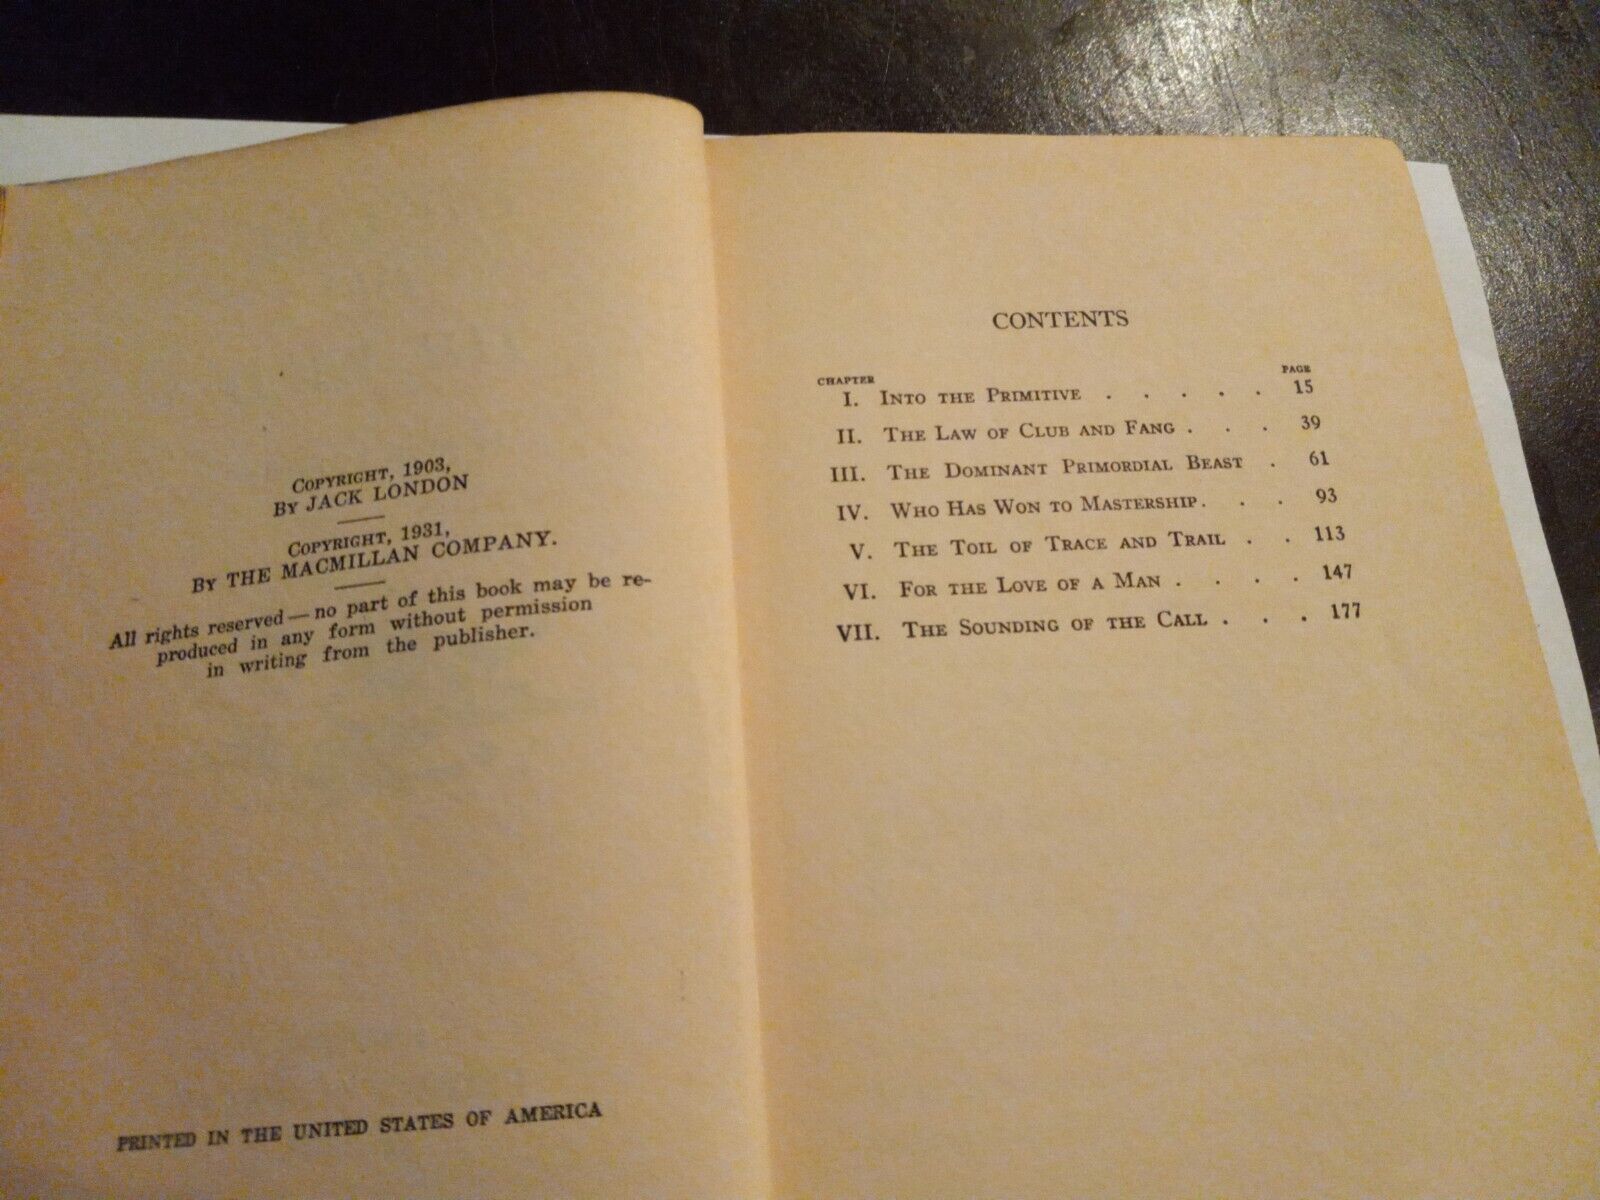 COPYRIGHT, 1903,
BY JACK LONDON
COPYRIGHT, 1931,
BY THE MACMILLAN COMPANY.
All rights reserved—no part of this book may be re-
produced in any form without permission
in writing from the publisher.
PRINTED IN THE UNITED STATES OF AMERICA
CONTENTS
CHAPTER PAGE
I. INTO THE PRIMITIVE . . . . . 15
II. THE LAW OF CLUB AND FANG . . . 39
III. THE DOMINANT PRIMORDIAL BEAST . 61
IV. WHO HAS WON TO MASTERSHIP . . . 93
V. THE TOIL OF TRACE AND TRAIL . . 113
VI. FOR THE LOVE OF A MAN . . . . 147
VII. THE SOUNDING OF THE CALL . . . 177